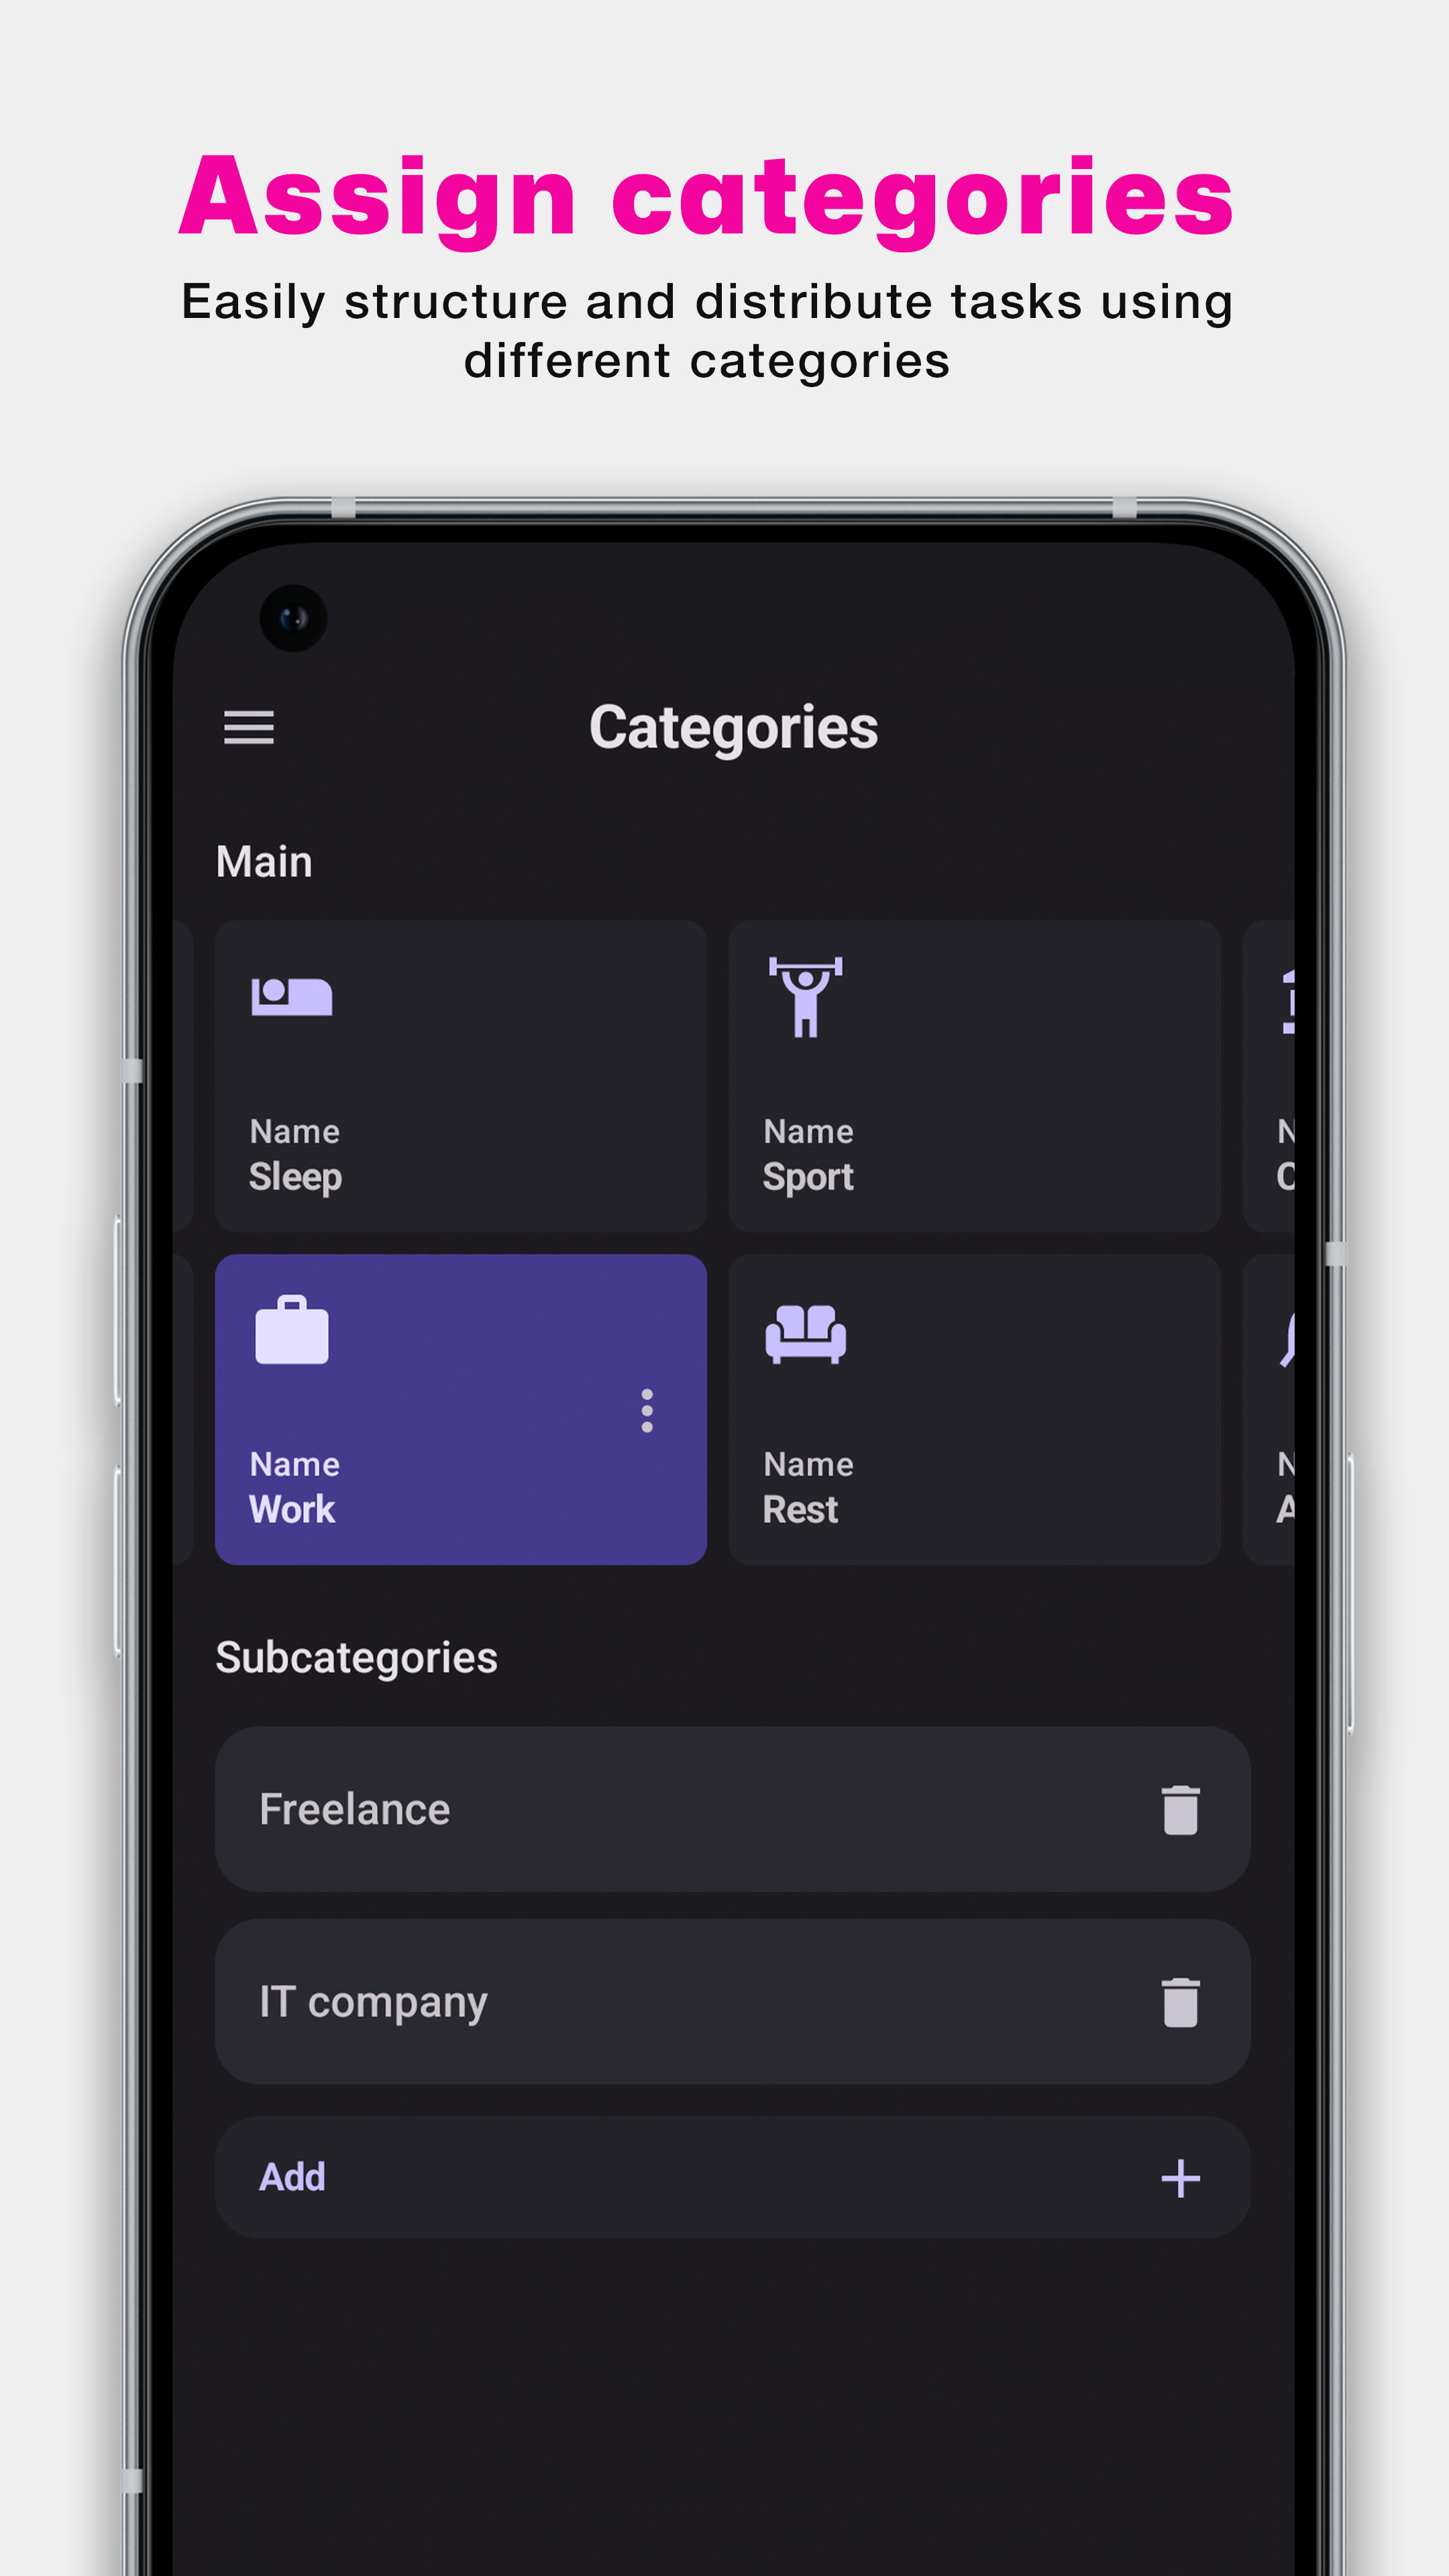 Assign categories
Easily structure and distribute tasks using
different categories
Categories
Main
Name
Sleep
Name
Sport
Name
Work
Name
Rest
Subcategories
Freelance
IT company
Add